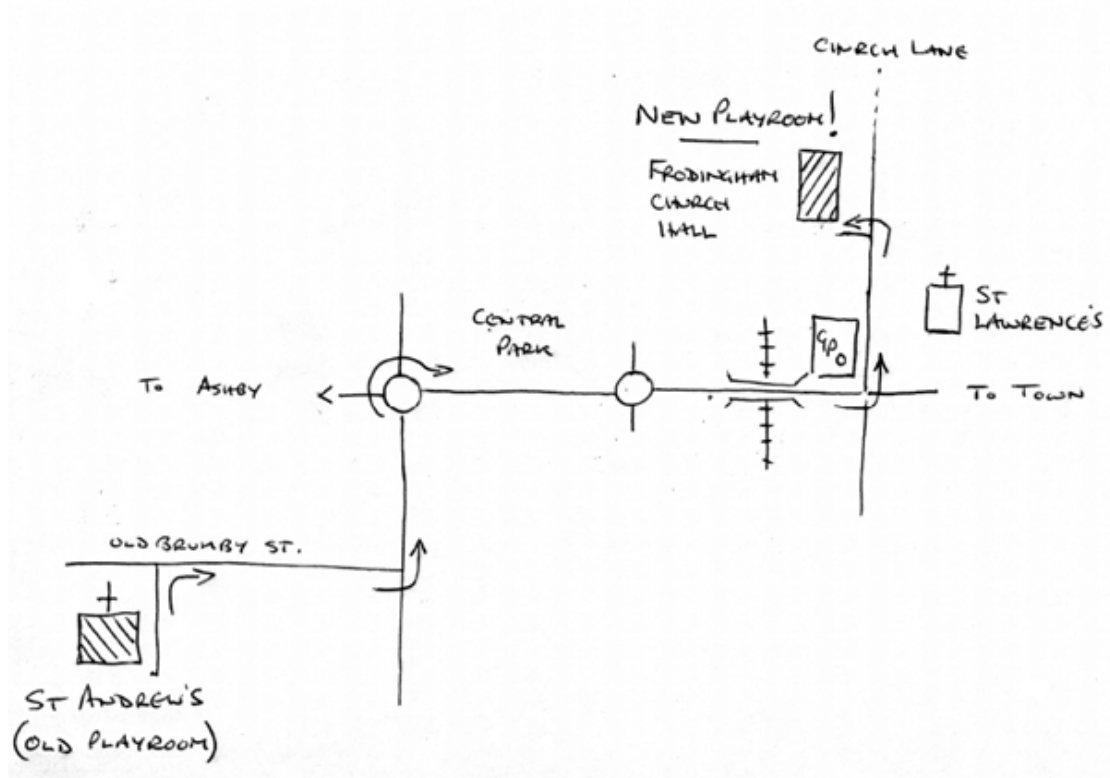 CHURCH LANE
NEW PLAYROOM!
FRODINGHAM
CHURCH
HALL
ST
LAWRENCE'S
CENTRAL
PARK
GPO
TO ASHBY
TO TOWN
OLD BRUMBY ST.
ST ANDREW'S
(OLD PLAYROOM)